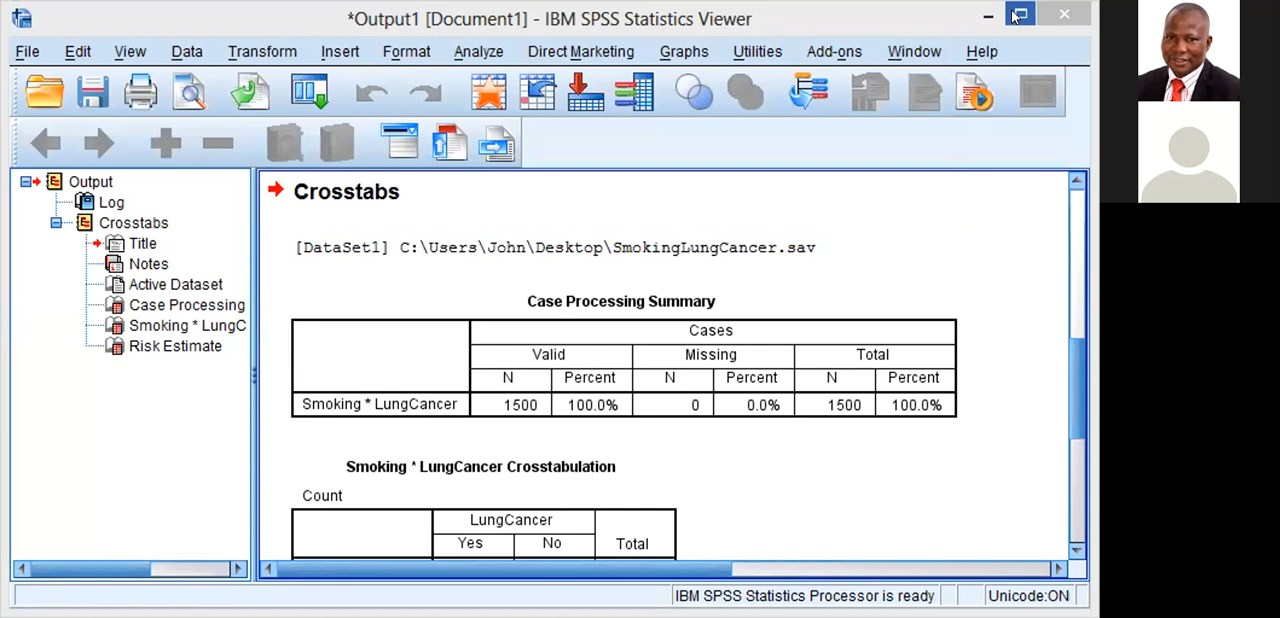 *Output1 [Document1] - IBM SPSS Statistics Viewer
File Edit View Data Transform Insert Format Analyze Direct Marketing Graphs Utilities Add-ons Window Help
Output
Log
Crosstabs
Title
Notes
Active Dataset
Case Processing
Smoking * LungC
Risk Estimate
Crosstabs
[DataSet1] C:\Users\John\Desktop\SmokingLungCancer.sav
Case Processing Summary
Cases
Valid Missing Total
N Percent N Percent N Percent
Smoking * LungCancer 1500 100.0% 0 0.0% 1500 100.0%
Smoking * LungCancer Crosstabulation
Count
LungCancer
Yes No Total
IBM SPSS Statistics Processor is ready Unicode:ON